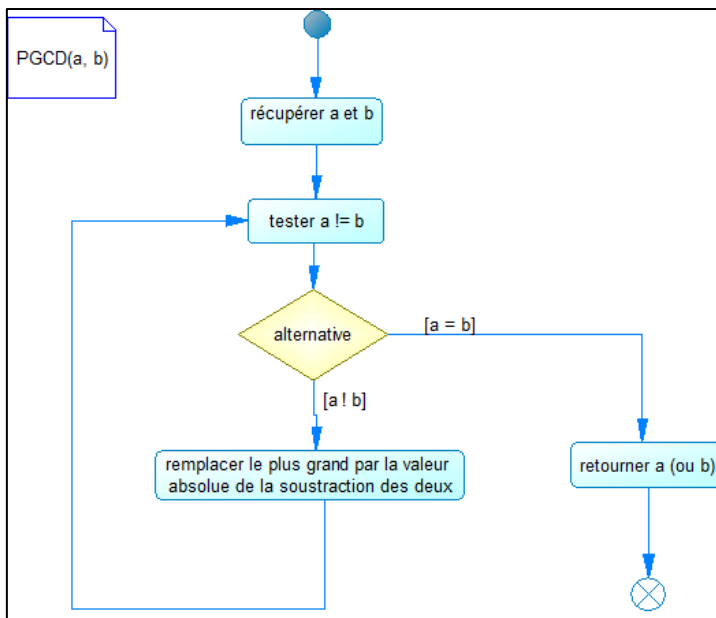 PGCD(a, b)
récupérer a et b
tester a != b
alternative
[a = b]
[a ! b]
remplacer le plus grand par la valeur
absolue de la soustraction des deux
retourner a (ou b)